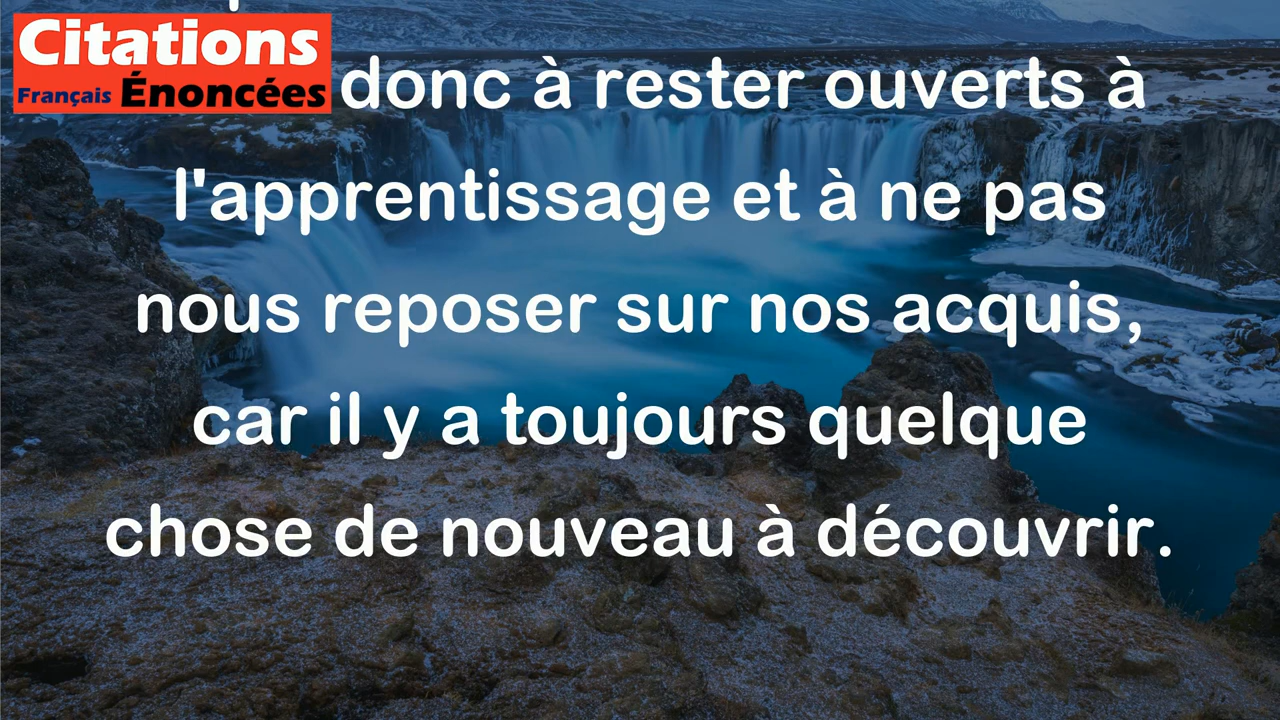 Citations
Français Énoncées
donc à rester ouverts à
l'apprentissage et à ne pas
nous reposer sur nos acquis,
car il y a toujours quelque
chose de nouveau à découvrir.